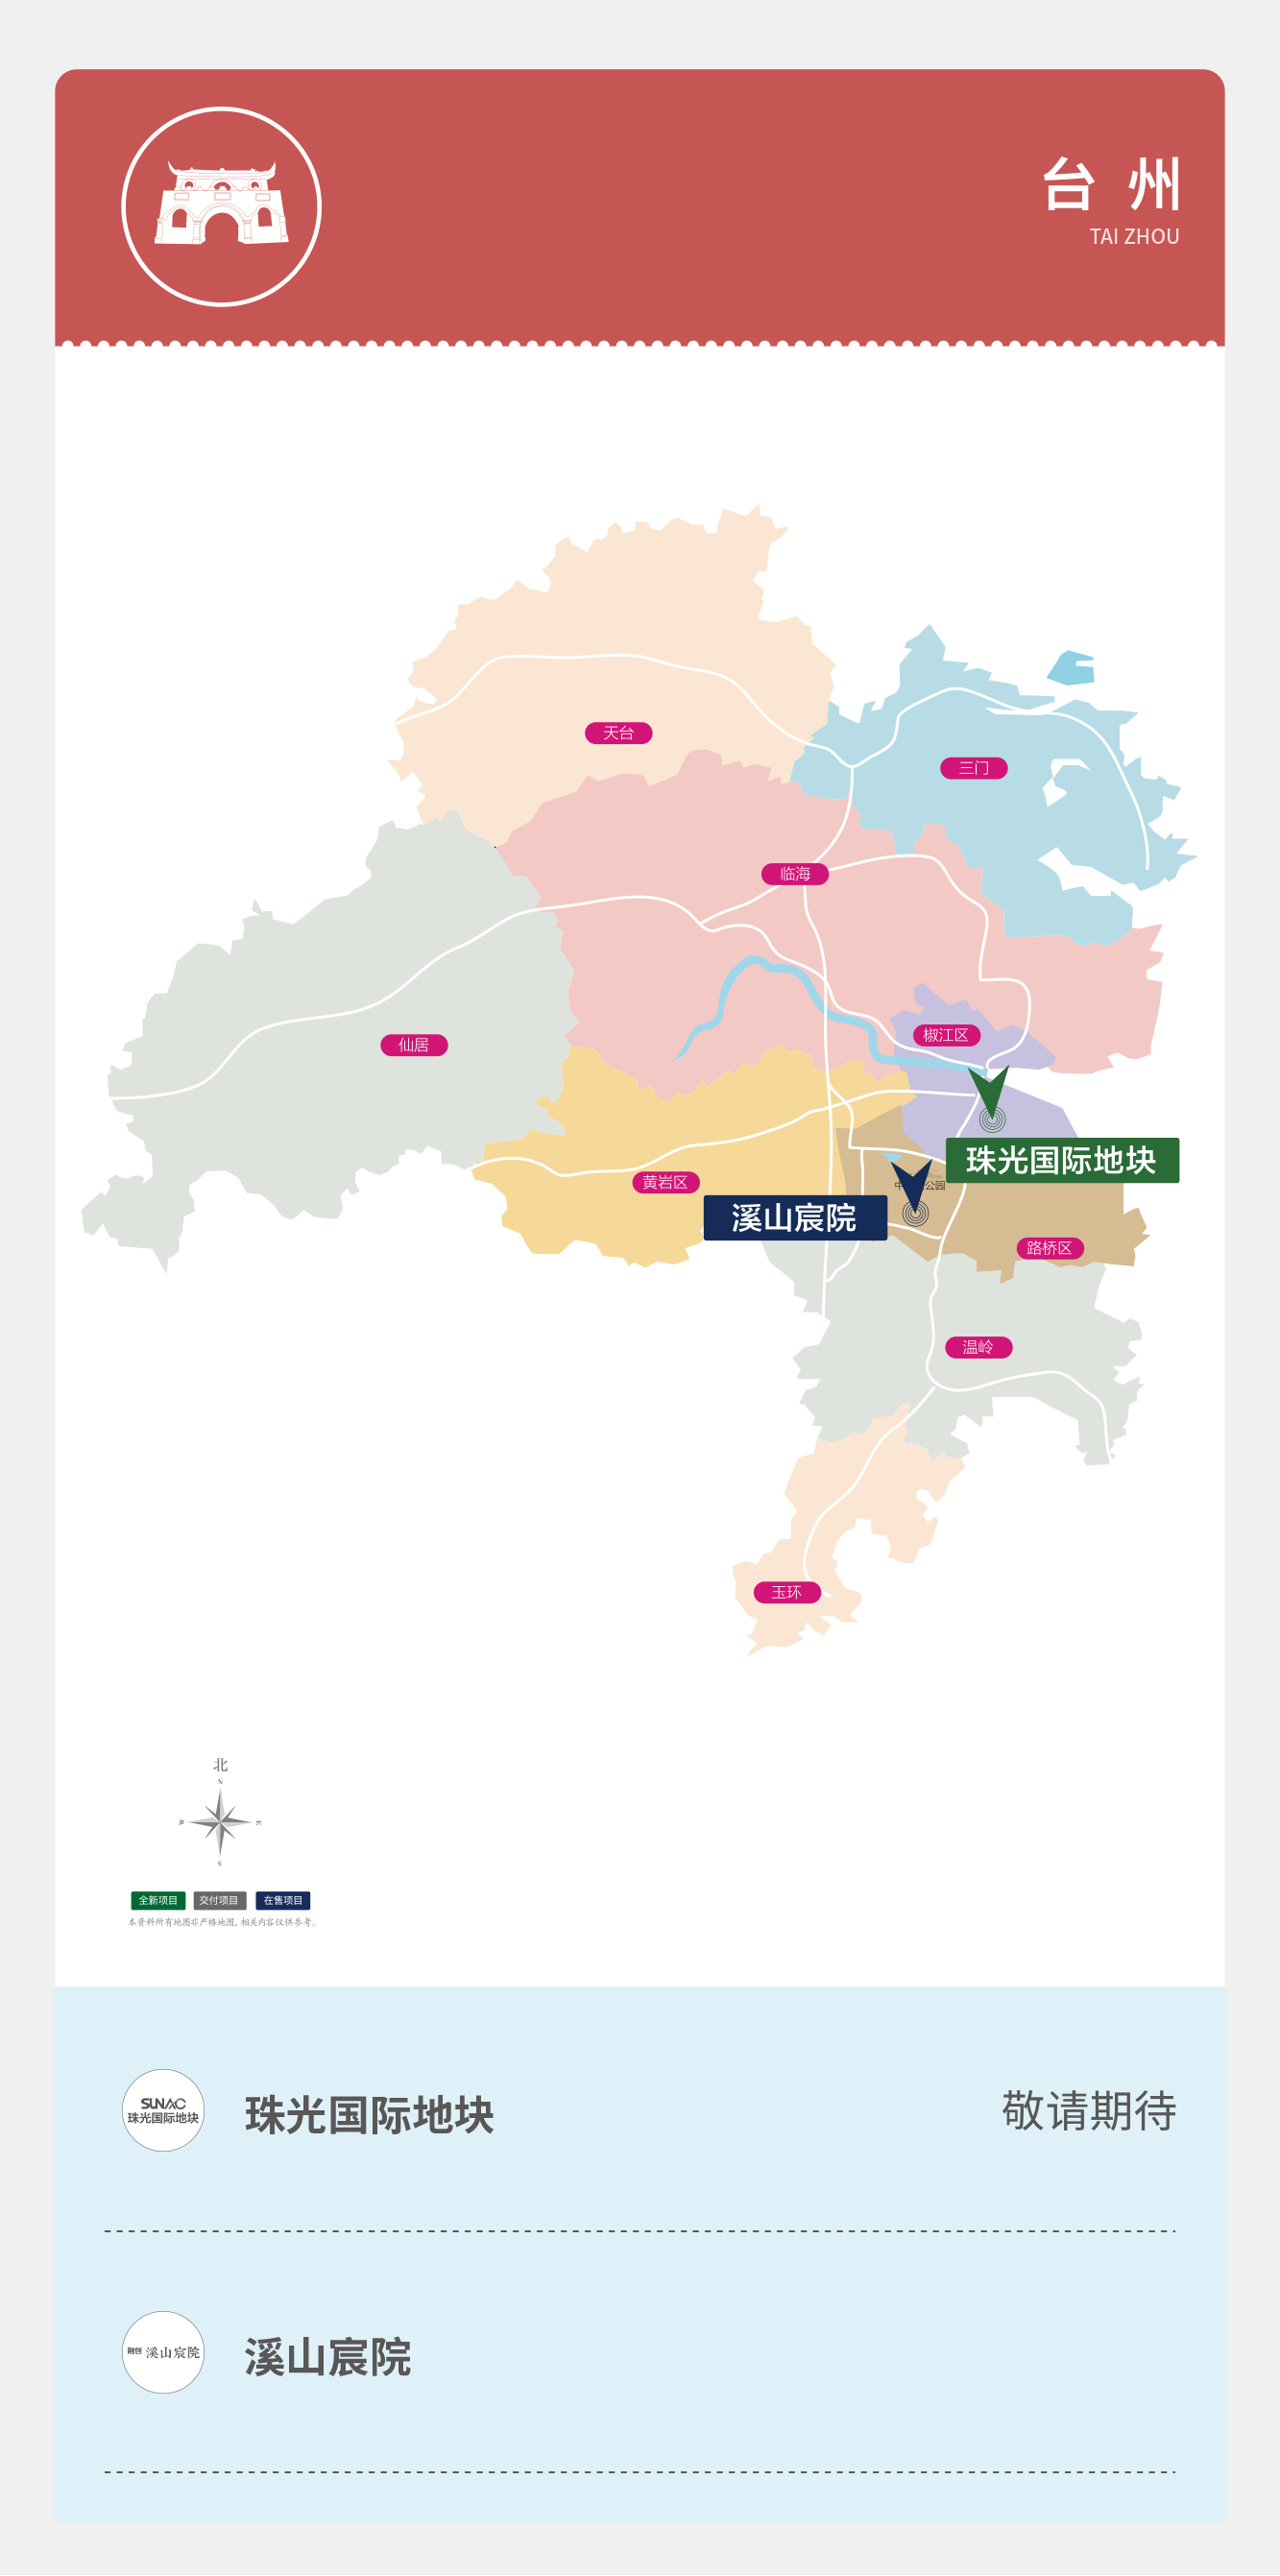 台 州
TAI ZHOU
天台
三门
临海
仙居
椒江区
珠光国际地块
黄岩区
公园
溪山宸院
路桥区
温岭
玉环
北
N
W
E
S
全新项目 交付项目 在售项目
本资料所有地图非严格地图，相关内容仅供参考。
SUNAC
珠光国际地块
珠光国际地块
敬请期待
融创 溪山宸院
溪山宸院